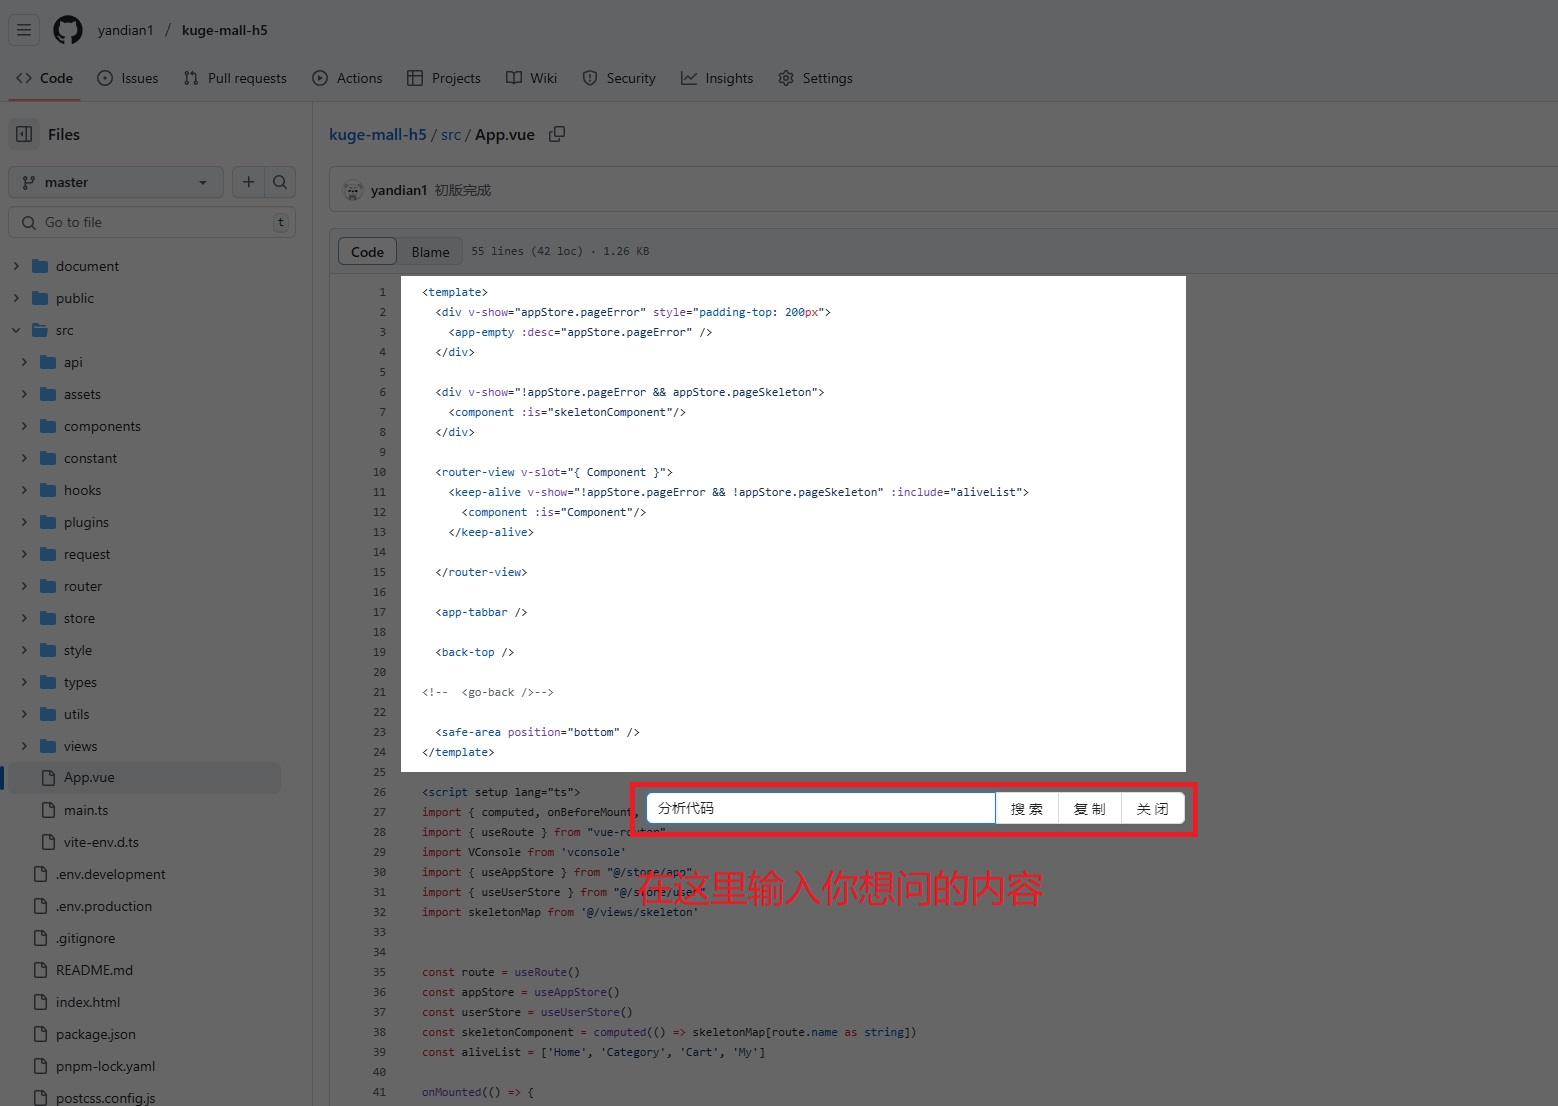 yandian1 / kuge-mall-h5
Code Issues Pull requests Actions Projects Wiki Security Insights Settings
Files
master
Go to file t
document
public
src
api
assets
components
constant
hooks
plugins
request
router
store
style
types
utils
views
App.vue
main.ts
vite-env.d.ts
.env.development
.env.production
.gitignore
README.md
index.html
package.json
pnpm-lock.yaml
postcss.config.js
kuge-mall-h5 / src / App.vue
yandian1 初版完成
Code Blame 55 lines (42 loc) · 1.26 KB
1 <template>
2 <div v-show="appStore.pageError" style="padding-top: 200px">
3 <app-empty :desc="appStore.pageError" />
4 </div>
5
6 <div v-show="!appStore.pageError && appStore.pageSkeleton">
7 <component :is="skeletonComponent"/>
8 </div>
9
10 <router-view v-slot="{ Component }">
11 <keep-alive v-show="!appStore.pageError && !appStore.pageSkeleton" :include="aliveList">
12 <component :is="Component"/>
13 </keep-alive>
14
15 </router-view>
16
17 <app-tabbar />
18
19 <back-top />
20
21 <!--  <go-back />-->
22
23 <safe-area position="bottom" />
24 </template>
25
26 <script setup lang="ts">
27 import { computed, onBeforeMount,
28 import { useRoute } from "vue-router"
29 import VConsole from 'vconsole'
30 import { useAppStore } from "@/store/app"
31 import { useUserStore } from "@/store/user"
32 import skeletonMap from '@/views/skeleton'
33
34
35 const route = useRoute()
36 const appStore = useAppStore()
37 const userStore = useUserStore()
38 const skeletonComponent = computed(() => skeletonMap[route.name as string])
39 const aliveList = ['Home', 'Category', 'Cart', 'My']
40
41 onMounted(() => {
分析代码 搜 索 复 制 关 闭
在这里输入你想问的内容